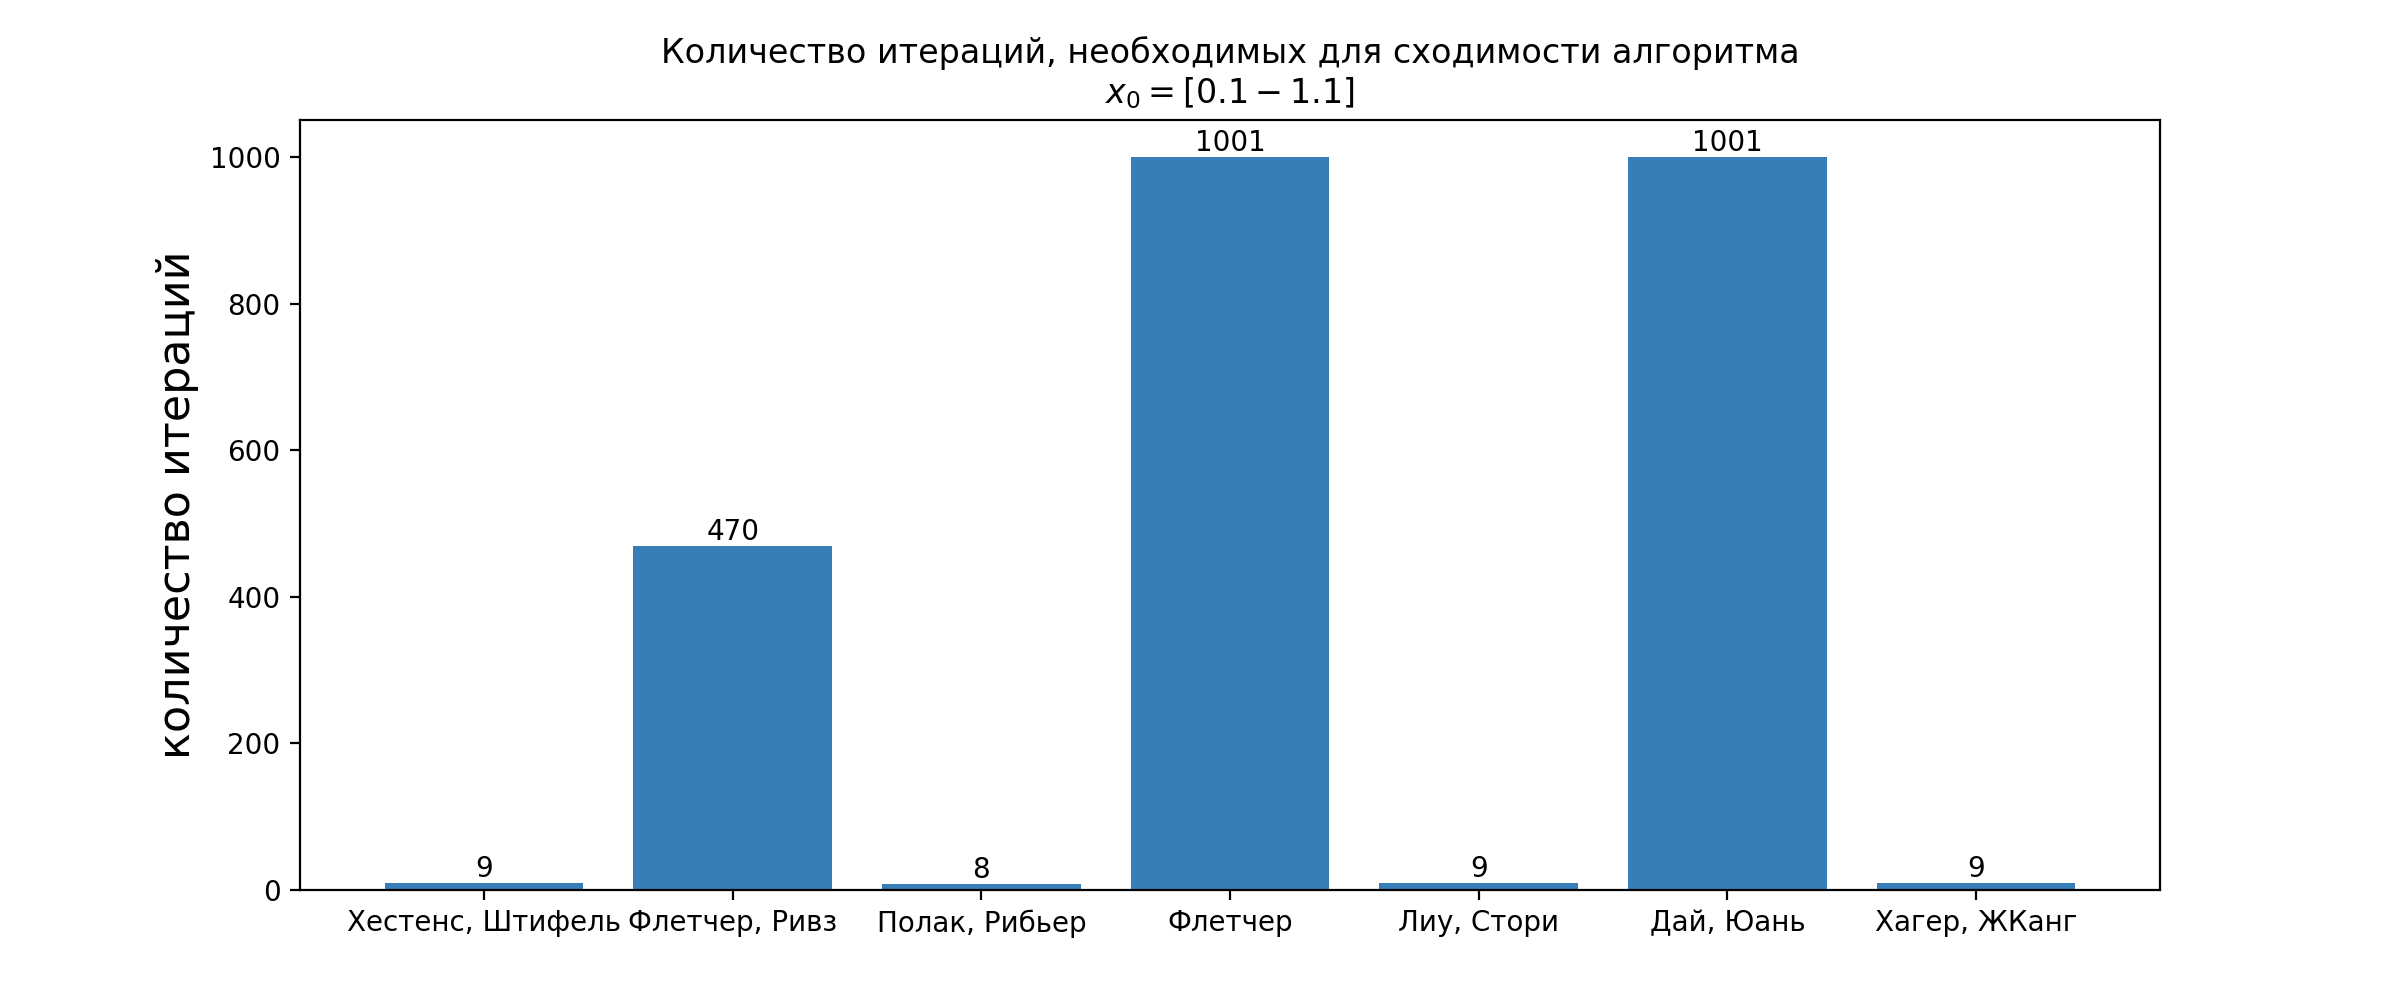 Количество итераций, необходимых для сходимости алгоритма
x₀ = [0.1 − 1.1]
количество итераций
1000
800
600
400
200
0
9
470
8
1001
9
1001
9
Хестенс, Штифель
Флетчер, Ривз
Полак, Рибьер
Флетчер
Лиу, Стори
Дай, Юань
Хагер, ЖКанг